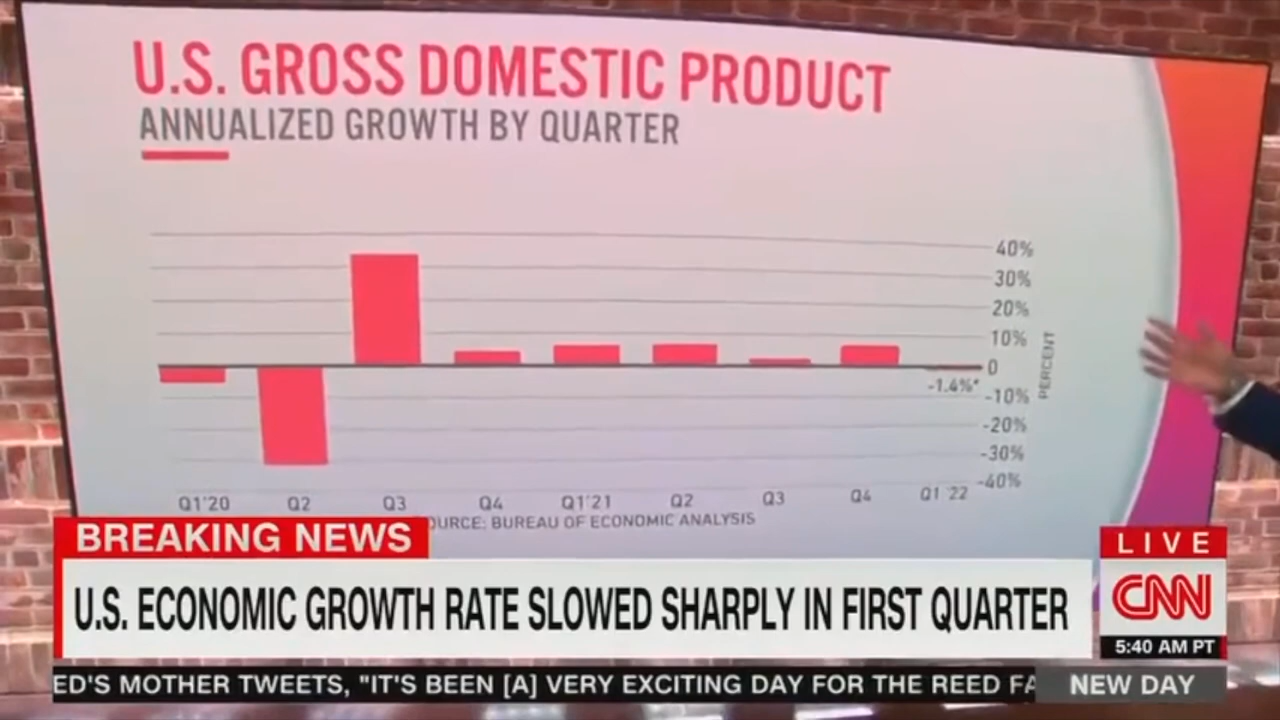 U.S. GROSS DOMESTIC PRODUCT
ANNUALIZED GROWTH BY QUARTER
40%
30%
20%
10%
0
-10%
-20%
-30%
-40%
PERCENT
-1.4%*
Q1'20 Q2 Q3 Q4 Q1'21 Q2 Q3 Q4 Q1 '22
OURCE: BUREAU OF ECONOMIC ANALYSIS
BREAKING NEWS
U.S. ECONOMIC GROWTH RATE SLOWED SHARPLY IN FIRST QUARTER
LIVE
CNN
5:40 AM PT
ED'S MOTHER TWEETS, "IT'S BEEN [A] VERY EXCITING DAY FOR THE REED FA
NEW DAY